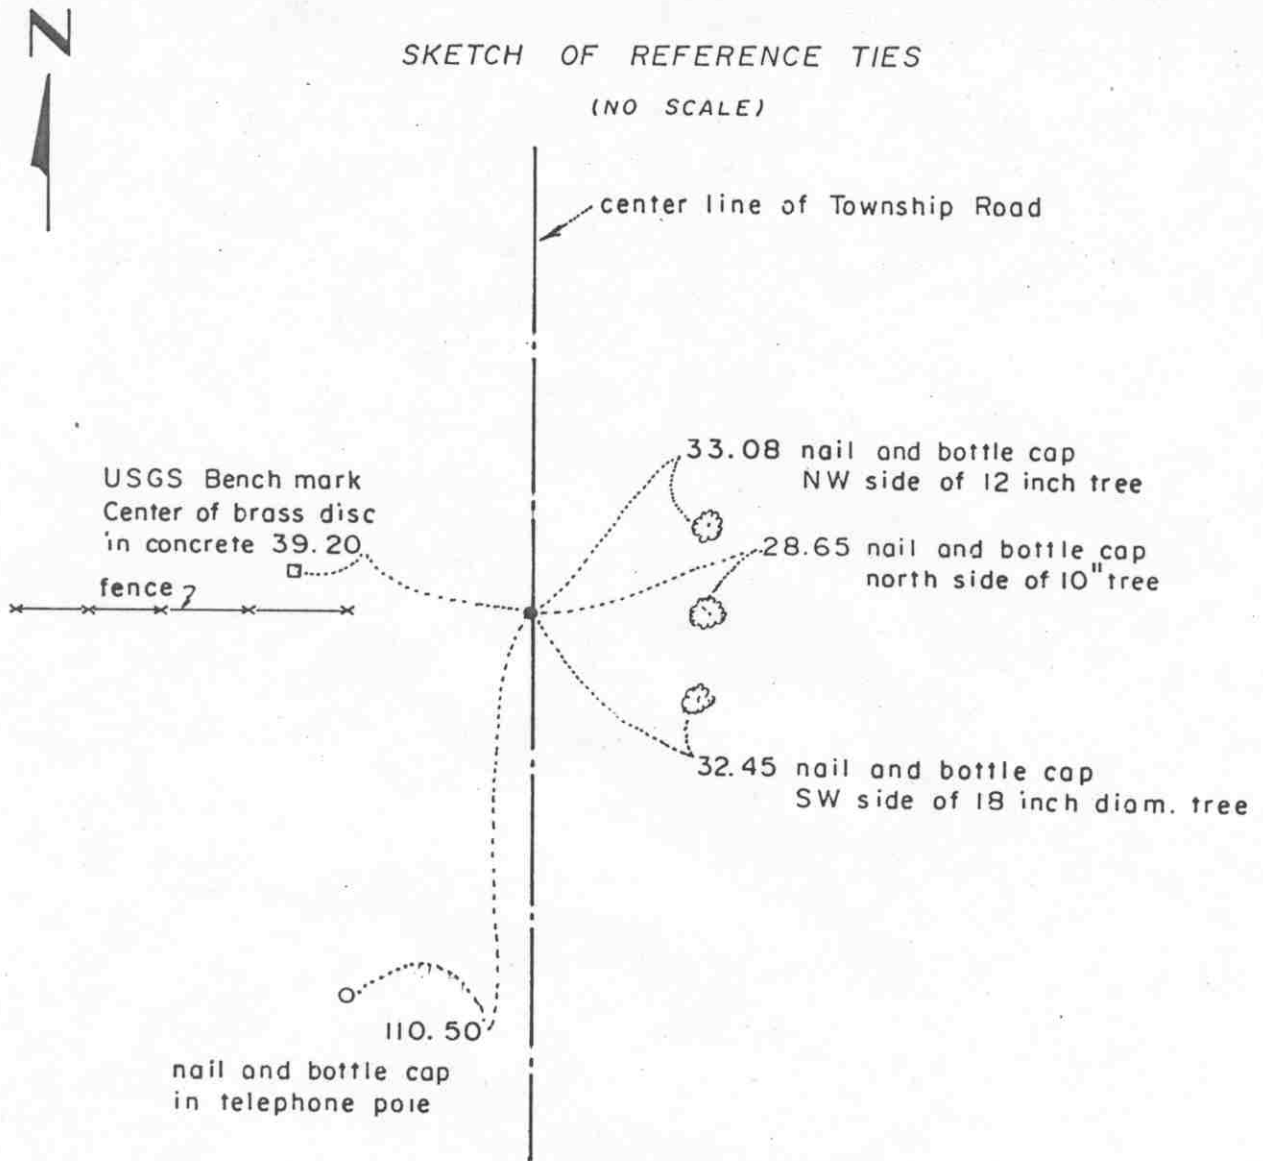 N
SKETCH OF REFERENCE TIES
(NO SCALE)
center line of Township Road
33.08 nail and bottle cap
NW side of 12 inch tree
USGS Bench mark
Center of brass disc
in concrete 39.20
28.65 nail and bottle cap
north side of 10" tree
fence
32.45 nail and bottle cap
SW side of 18 inch diam. tree
110.50
nail and bottle cap
in telephone pole